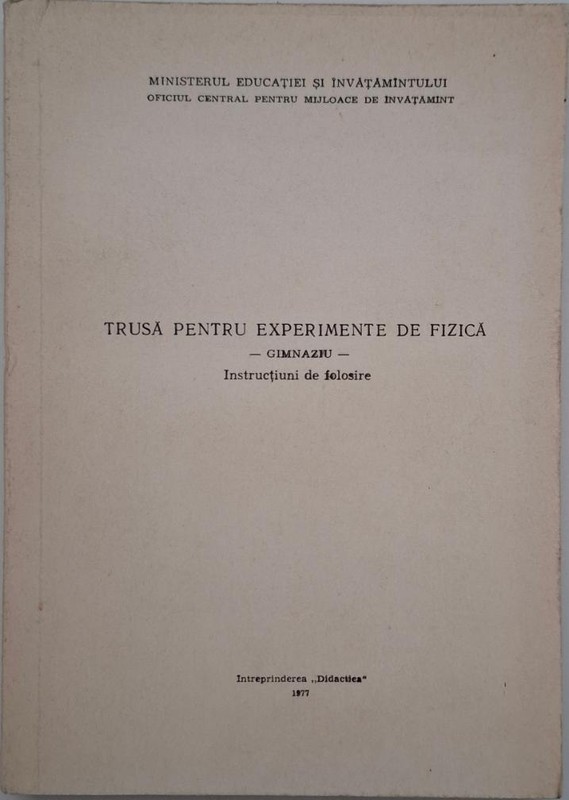 MINISTERUL EDUCAȚIEI ȘI ÎNVĂȚĂMÎNTULUI
OFICIUL CENTRAL PENTRU MIJLOACE DE ÎNVĂȚĂMÎNT
TRUSĂ PENTRU EXPERIMENTE DE FIZICĂ
— GIMNAZIU —
Instrucțiuni de folosire
Intreprinderea „Didactica"
1977